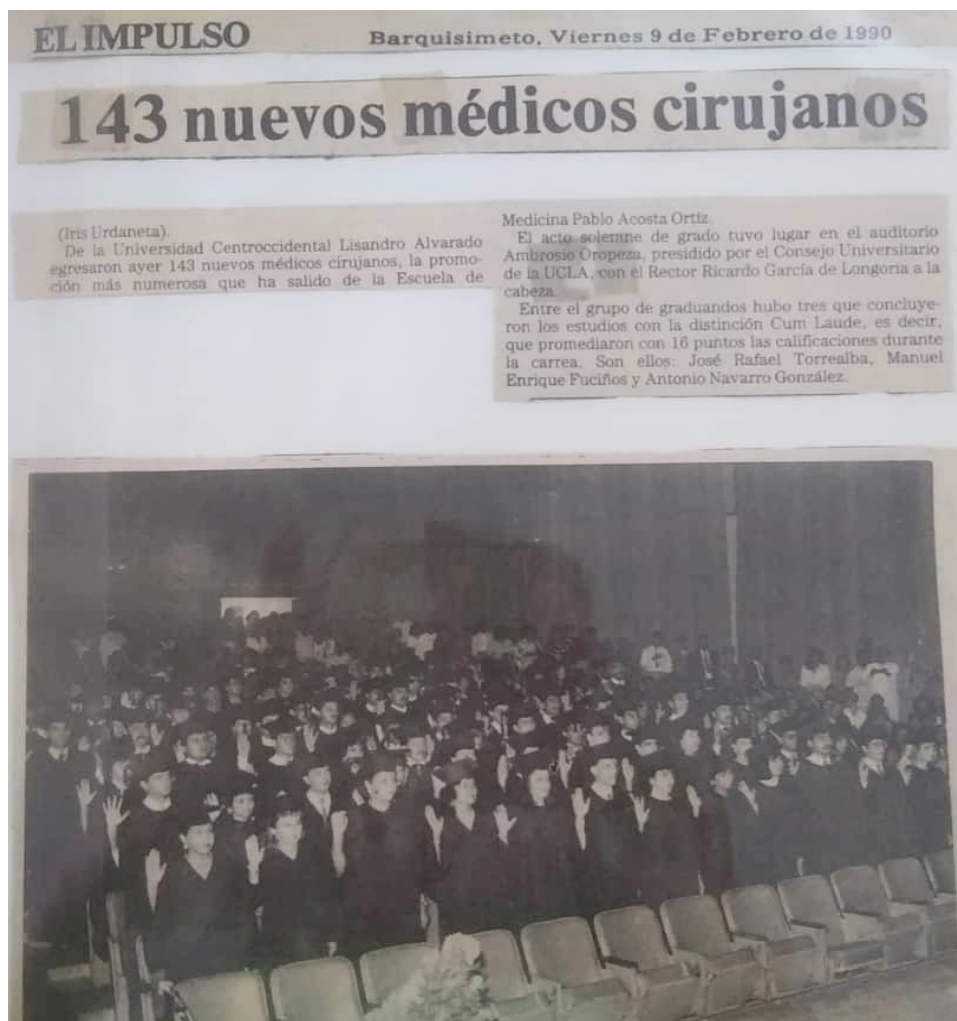 EL IMPULSO
Barquisimeto, Viernes 9 de Febrero de 1990
143 nuevos médicos cirujanos
(Iris Urdaneta).
De la Universidad Centroccidental Lisandro Alvarado
egresaron ayer 143 nuevos médicos cirujanos, la promo-
ción más numerosa que ha salido de la Escuela de
Medicina Pablo Acosta Ortíz.
El acto solemne de grado tuvo lugar en el auditorio
Ambrosio Oropeza, presidido por el Consejo Universitario
de la UCLA, con el Rector Ricardo García de Longoria a la
cabeza.
Entre el grupo de graduandos hubo tres que concluye-
ron los estudios con la distinción Cum Laude, es decir,
que promediaron con 16 puntos las calificaciones durante
la carrea. Son ellos: José Rafael Torrealba, Manuel
Enrique Fuciños y Antonio Navarro González.